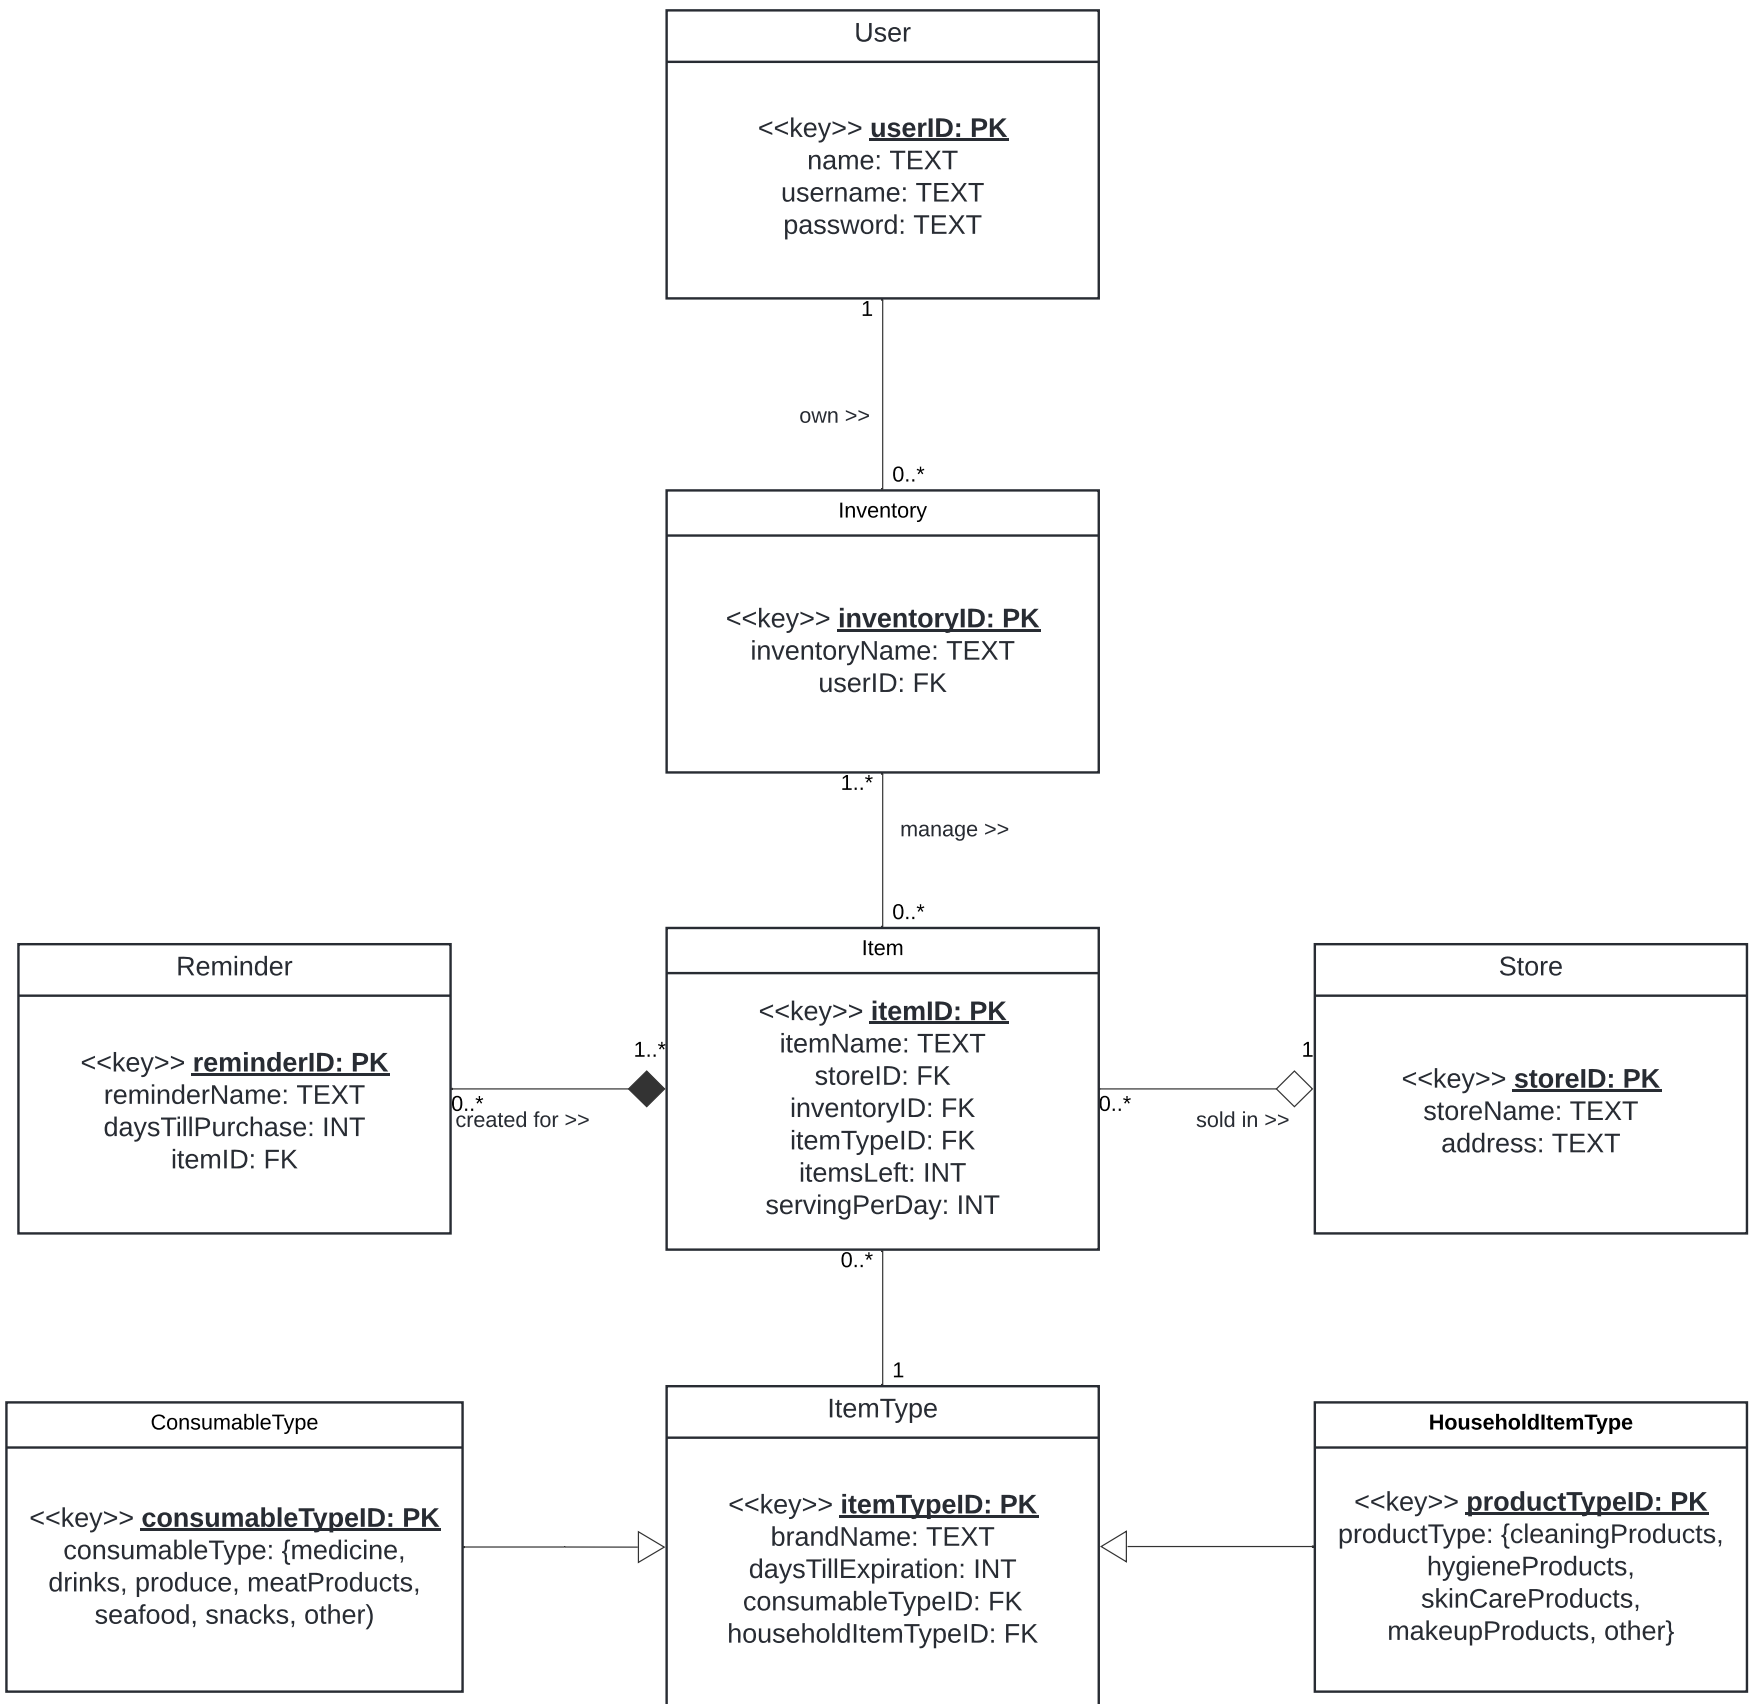 User
<<key>> userID: PK
name: TEXT
username: TEXT
password: TEXT
1
own >>
0..*
Inventory
<<key>> inventoryID: PK
inventoryName: TEXT
userID: FK
1..*
manage >>
0..*
Reminder
<<key>> reminderID: PK
reminderName: TEXT
daysTillPurchase: INT
itemID: FK
1..*
0..*
created for >>
Item
<<key>> itemID: PK
itemName: TEXT
storeID: FK
inventoryID: FK
itemTypeID: FK
itemsLeft: INT
servingPerDay: INT
1
0..*
sold in >>
Store
<<key>> storeID: PK
storeName: TEXT
address: TEXT
0..*
1
ConsumableType
<<key>> consumableTypeID: PK
consumableType: {medicine,
drinks, produce, meatProducts,
seafood, snacks, other)
ItemType
<<key>> itemTypeID: PK
brandName: TEXT
daysTillExpiration: INT
consumableTypeID: FK
householdItemTypeID: FK
HouseholdItemType
<<key>> productTypeID: PK
productType: {cleaningProducts,
hygieneProducts,
skinCareProducts,
makeupProducts, other}